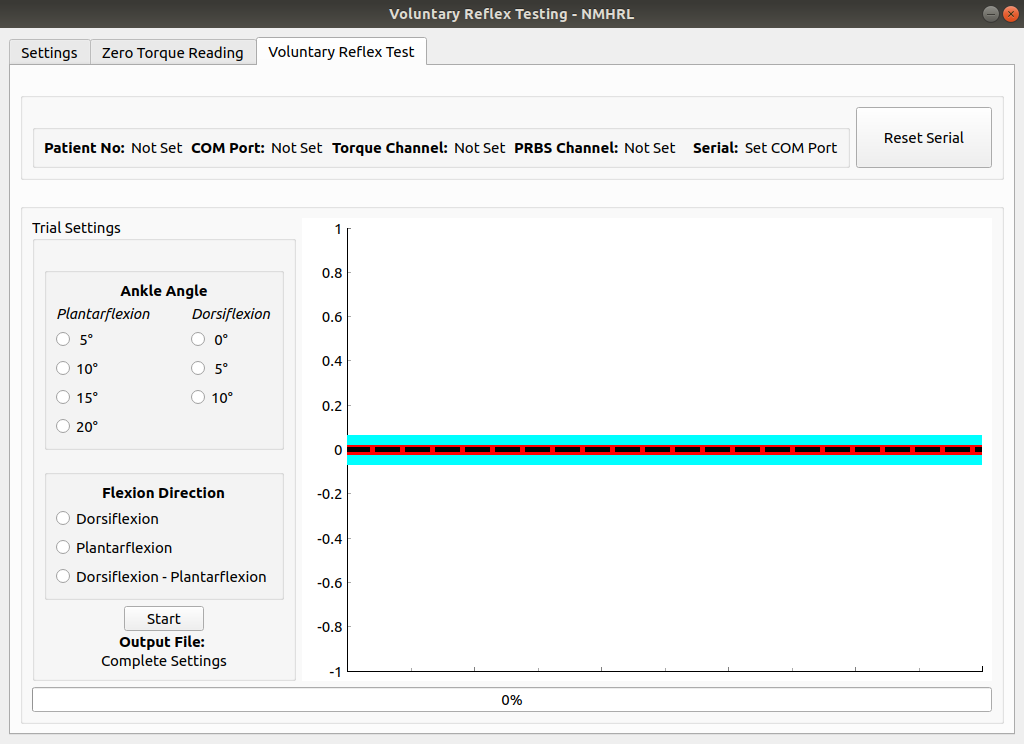 Voluntary Reflex Testing - NMHRL
Settings Zero Torque Reading Voluntary Reflex Test
Patient No: Not Set COM Port: Not Set Torque Channel: Not Set PRBS Channel: Not Set Serial: Set COM Port
Reset Serial
Trial Settings
Ankle Angle
Plantarflexion Dorsiflexion
5° 0°
10° 5°
15° 10°
20°
Flexion Direction
Dorsiflexion
Plantarflexion
Dorsiflexion - Plantarflexion
Start
Output File:
Complete Settings
1
0.8
0.6
0.4
0.2
0
-0.2
-0.4
-0.6
-0.8
-1
0%